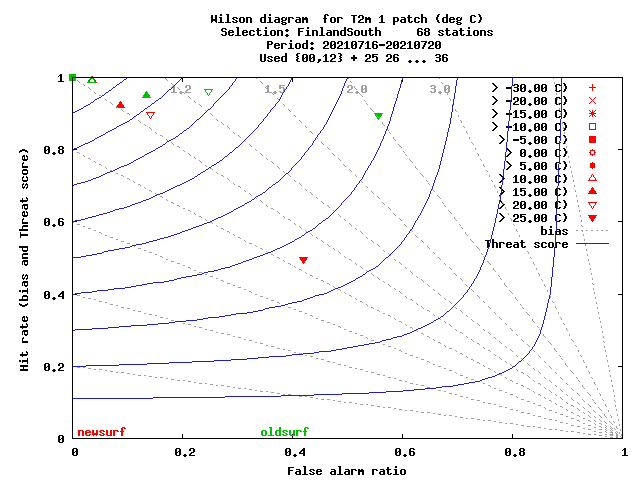 Wilson diagram  for T2m 1 patch (deg C)
Selection: FinlandSouth     68 stations
Period: 20210716-20210720
Used {00,12} + 25 26 ... 36
1.2
1.5
2.0
3.0
> -30.00 C)
> -20.00 C)
> -15.00 C)
> -10.00 C)
> -5.00 C)
> 0.00 C)
> 5.00 C)
> 10.00 C)
> 15.00 C)
> 20.00 C)
> 25.00 C)
bias
Threat score
Hit rate (bias and Threat score)
1
0.8
0.6
0.4
0.2
0
newsurf
oldsurf
0
0.2
0.4
0.6
0.8
1
False alarm ratio